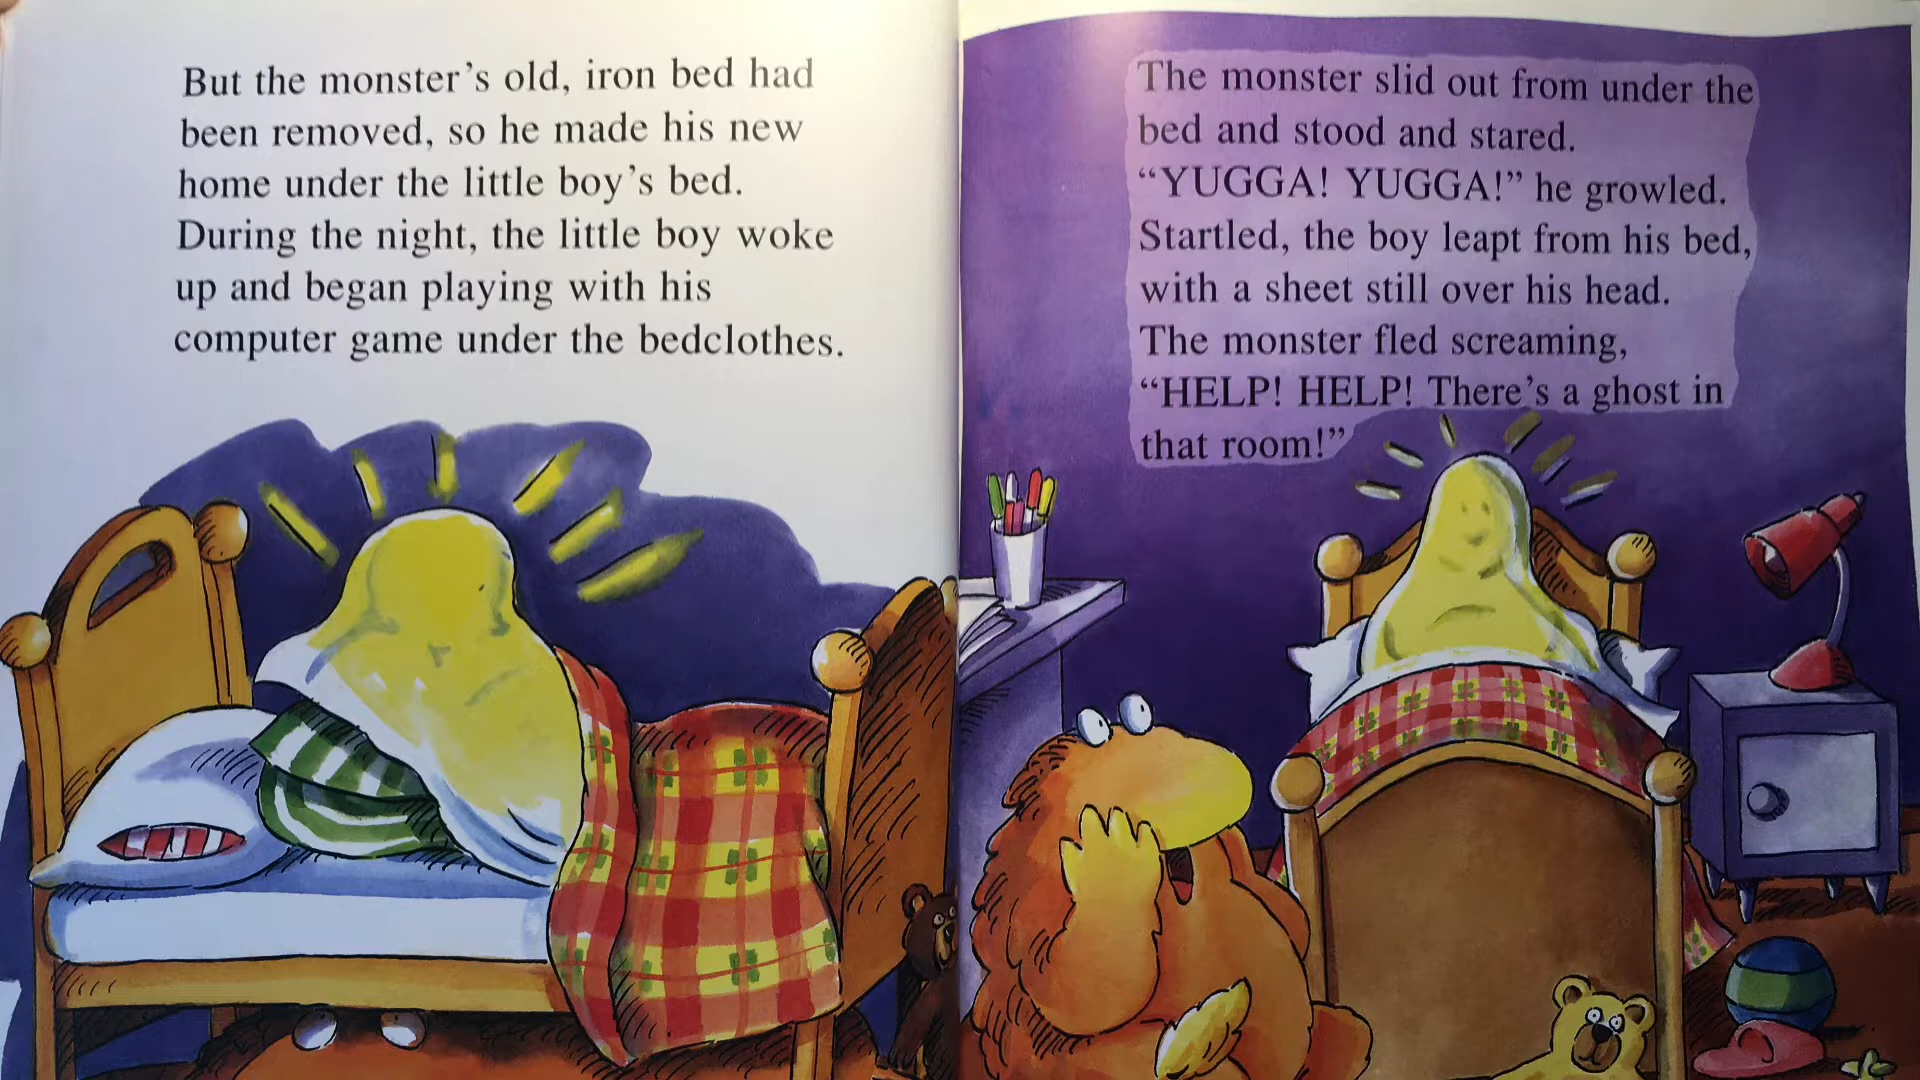 But the monster's old, iron bed had
been removed, so he made his new
home under the little boy's bed.
During the night, the little boy woke
up and began playing with his
computer game under the bedclothes.
The monster slid out from under the
bed and stood and stared.
“YUGGA! YUGGA!” he growled.
Startled, the boy leapt from his bed,
with a sheet still over his head.
The monster fled screaming,
“HELP! HELP! There's a ghost in
that room!”